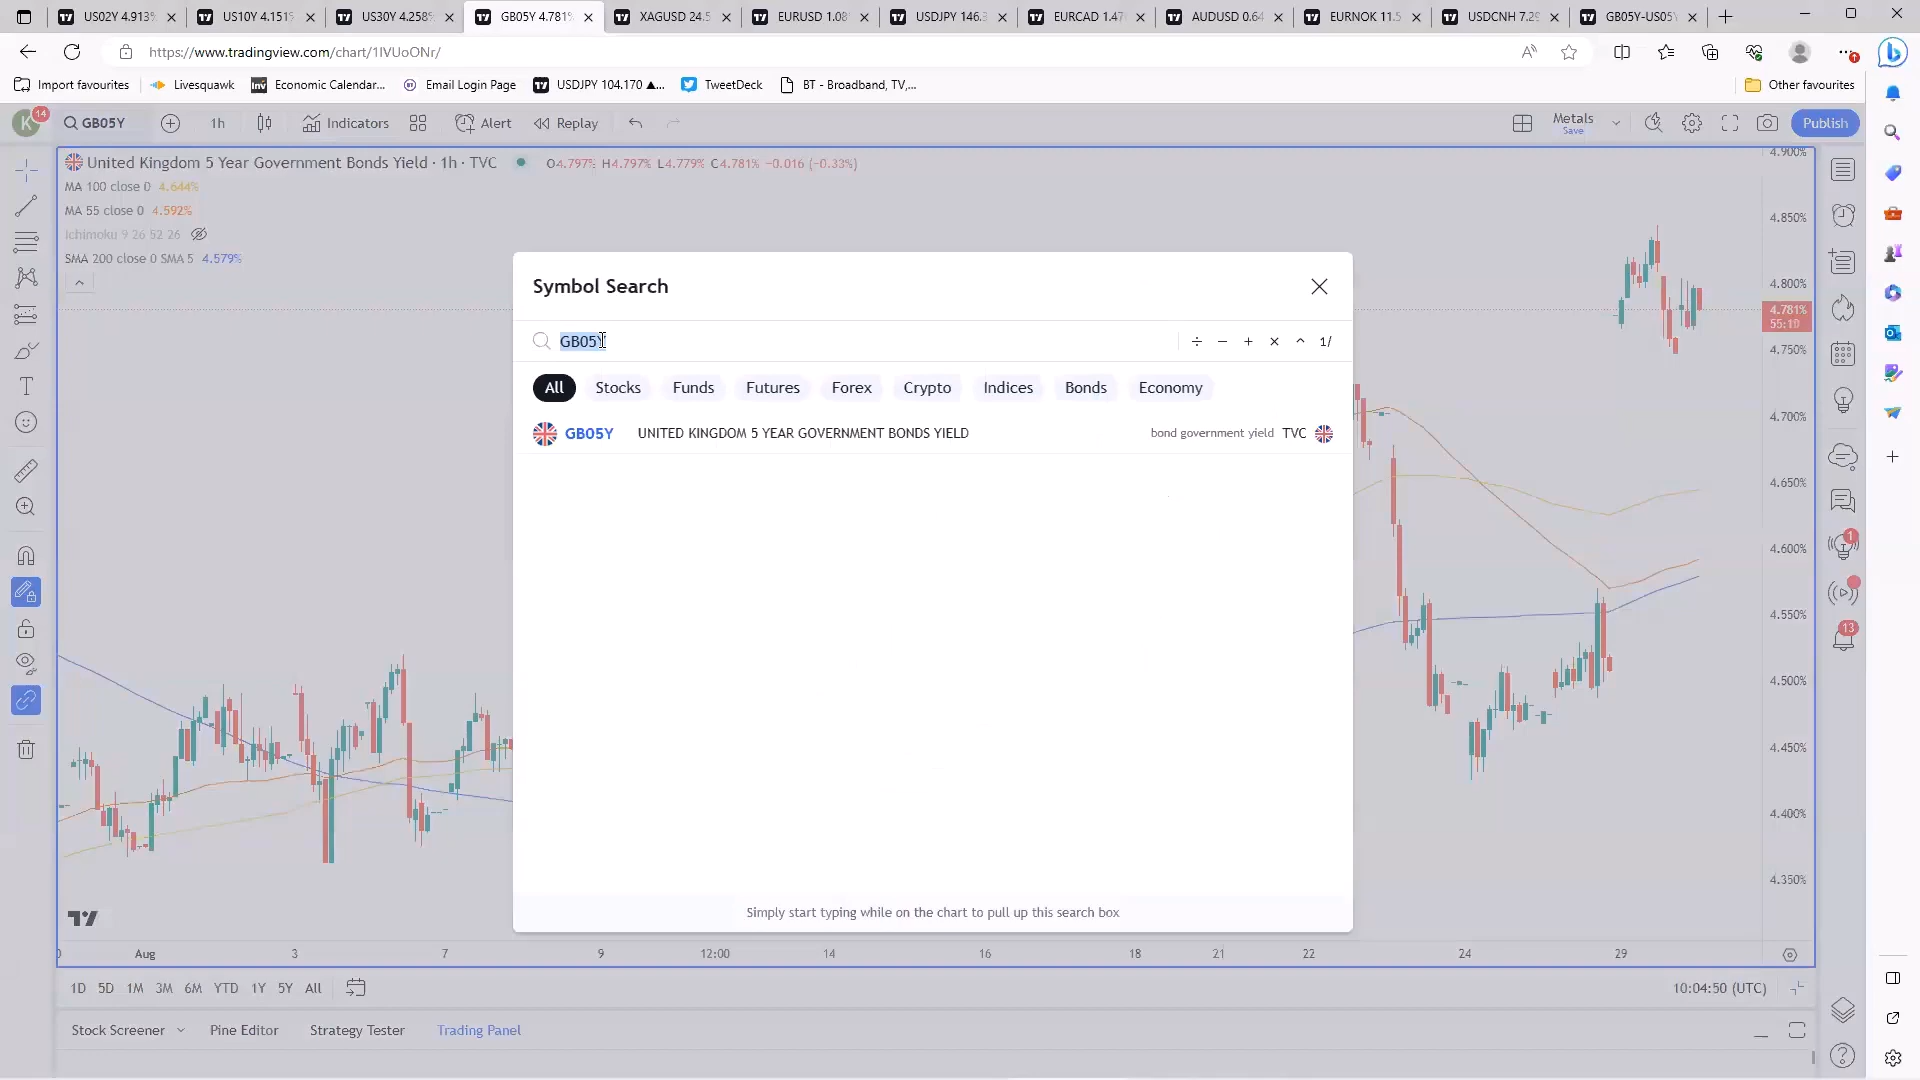 US02Y 4.913%
US10Y 4.151%
US30Y 4.258%
GB05Y 4.781%
XAGUSD 24.5
EURUSD 1.08
USDJPY 146.3
EURCAD 1.47
AUDUSD 0.64
EURNOK 11.5
USDCNH 7.29
GB05Y-US05Y
https://www.tradingview.com/chart/1IVUoONr/
Import favourites
Livesquawk
Economic Calendar...
Email Login Page
USDJPY 104.170 ▲...
TweetDeck
BT - Broadband, TV,...
Other favourites
K 14
GB05Y
1h
Indicators
Alert
Replay
Metals
Save
Publish
United Kingdom 5 Year Government Bonds Yield · 1h · TVC
O4.797% H4.797% L4.779% C4.781% −0.016 (−0.33%)
MA 100 close 0 4.644%
MA 55 close 0 4.592%
Ichimoku 9 26 52 26
SMA 200 close 0 SMA 5 4.579%
Symbol Search
GB05Y
÷ − + × ^ 1/
All
Stocks
Funds
Futures
Forex
Crypto
Indices
Bonds
Economy
GB05Y UNITED KINGDOM 5 YEAR GOVERNMENT BONDS YIELD bond government yield TVC
Simply start typing while on the chart to pull up this search box
4.900%
4.850%
4.800%
4.781%
55:10
4.750%
4.700%
4.650%
4.600%
4.550%
4.500%
4.450%
4.400%
4.350%
Aug 3 7 9 12:00 14 16 18 21 22 24 29
1D 5D 1M 3M 6M YTD 1Y 5Y All
10:04:50 (UTC)
Stock Screener
Pine Editor
Strategy Tester
Trading Panel
1
13